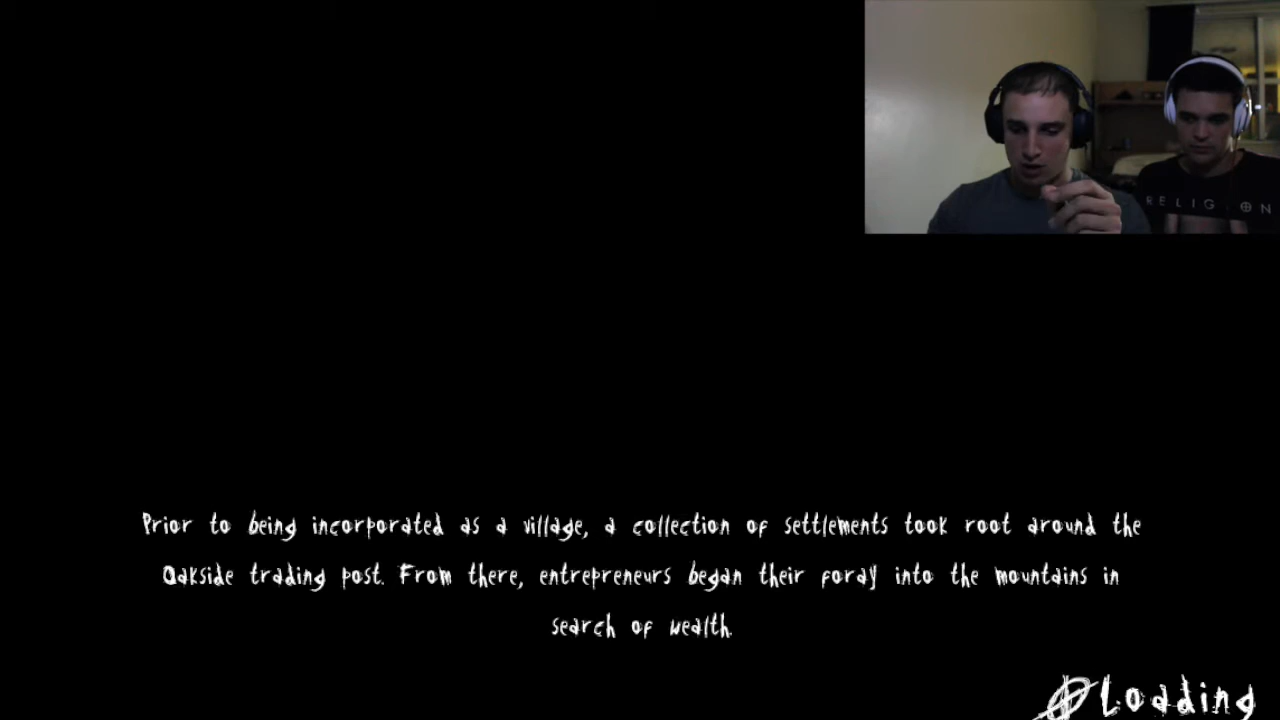 RELIG⊕N
Prior to being incorporated as a village, a collection of settlements took root around the
Oakside trading post. From there, entrepreneurs began their foray into the mountains in
search of wealth.
Loading